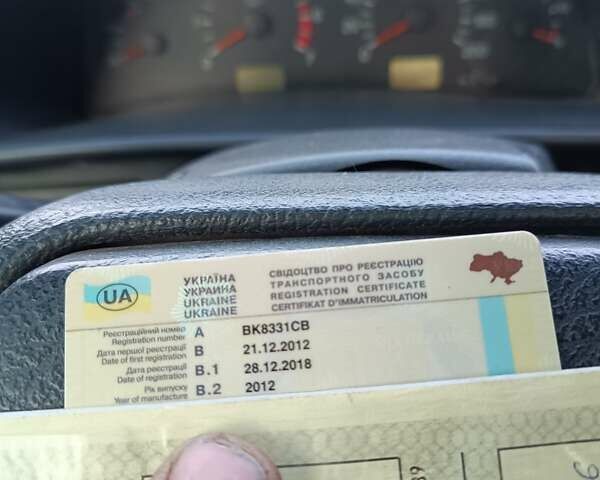 UA
УКРАЇНА
УКРАИНА
UKRAINE
UKRAINE
СВІДОЦТВО ПРО РЕЄСТРАЦІЮ
ТРАНСПОРТНОГО ЗАСОБУ
REGISTRATION CERTIFICATE
CERTIFIKAT D'IMMATRICULATION
Реєстраційний номер
Registration number
A
BK8331CB
Дата першої реєстрації
Date of first registration
B
21.12.2012
Дата реєстрації
Date of registration
B.1
28.12.2018
Рік випуску
Year of manufacture
B.2
2012